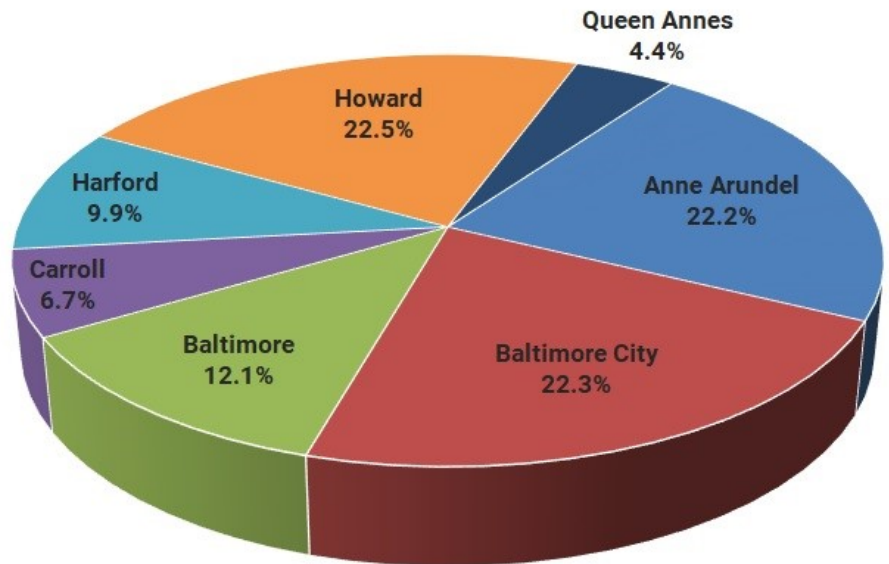 Queen Annes
4.4%
Howard
22.5%
Anne Arundel
22.2%
Harford
9.9%
Carroll
6.7%
Baltimore
12.1%
Baltimore City
22.3%